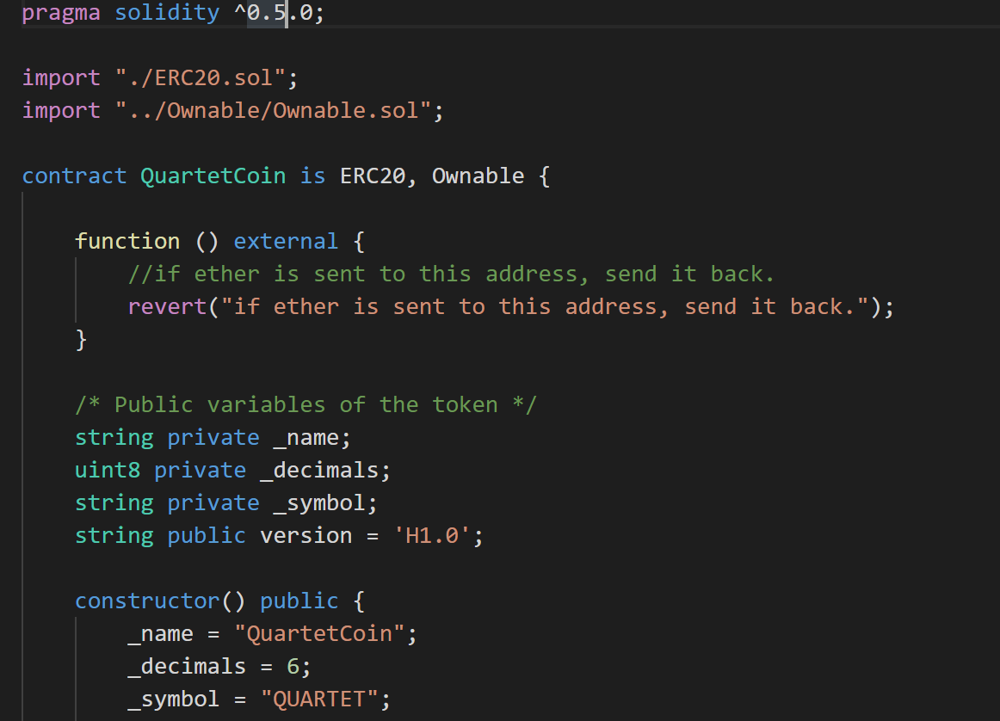 pragma solidity ^0.5.0;
import "./ERC20.sol";
import "../Ownable/Ownable.sol";
contract QuartetCoin is ERC20, Ownable {
function () external {
//if ether is sent to this address, send it back.
revert("if ether is sent to this address, send it back.");
}
/* Public variables of the token */
string private _name;
uint8 private _decimals;
string private _symbol;
string public version = 'H1.0';
constructor() public {
_name = "QuartetCoin";
_decimals = 6;
_symbol = "QUARTET";